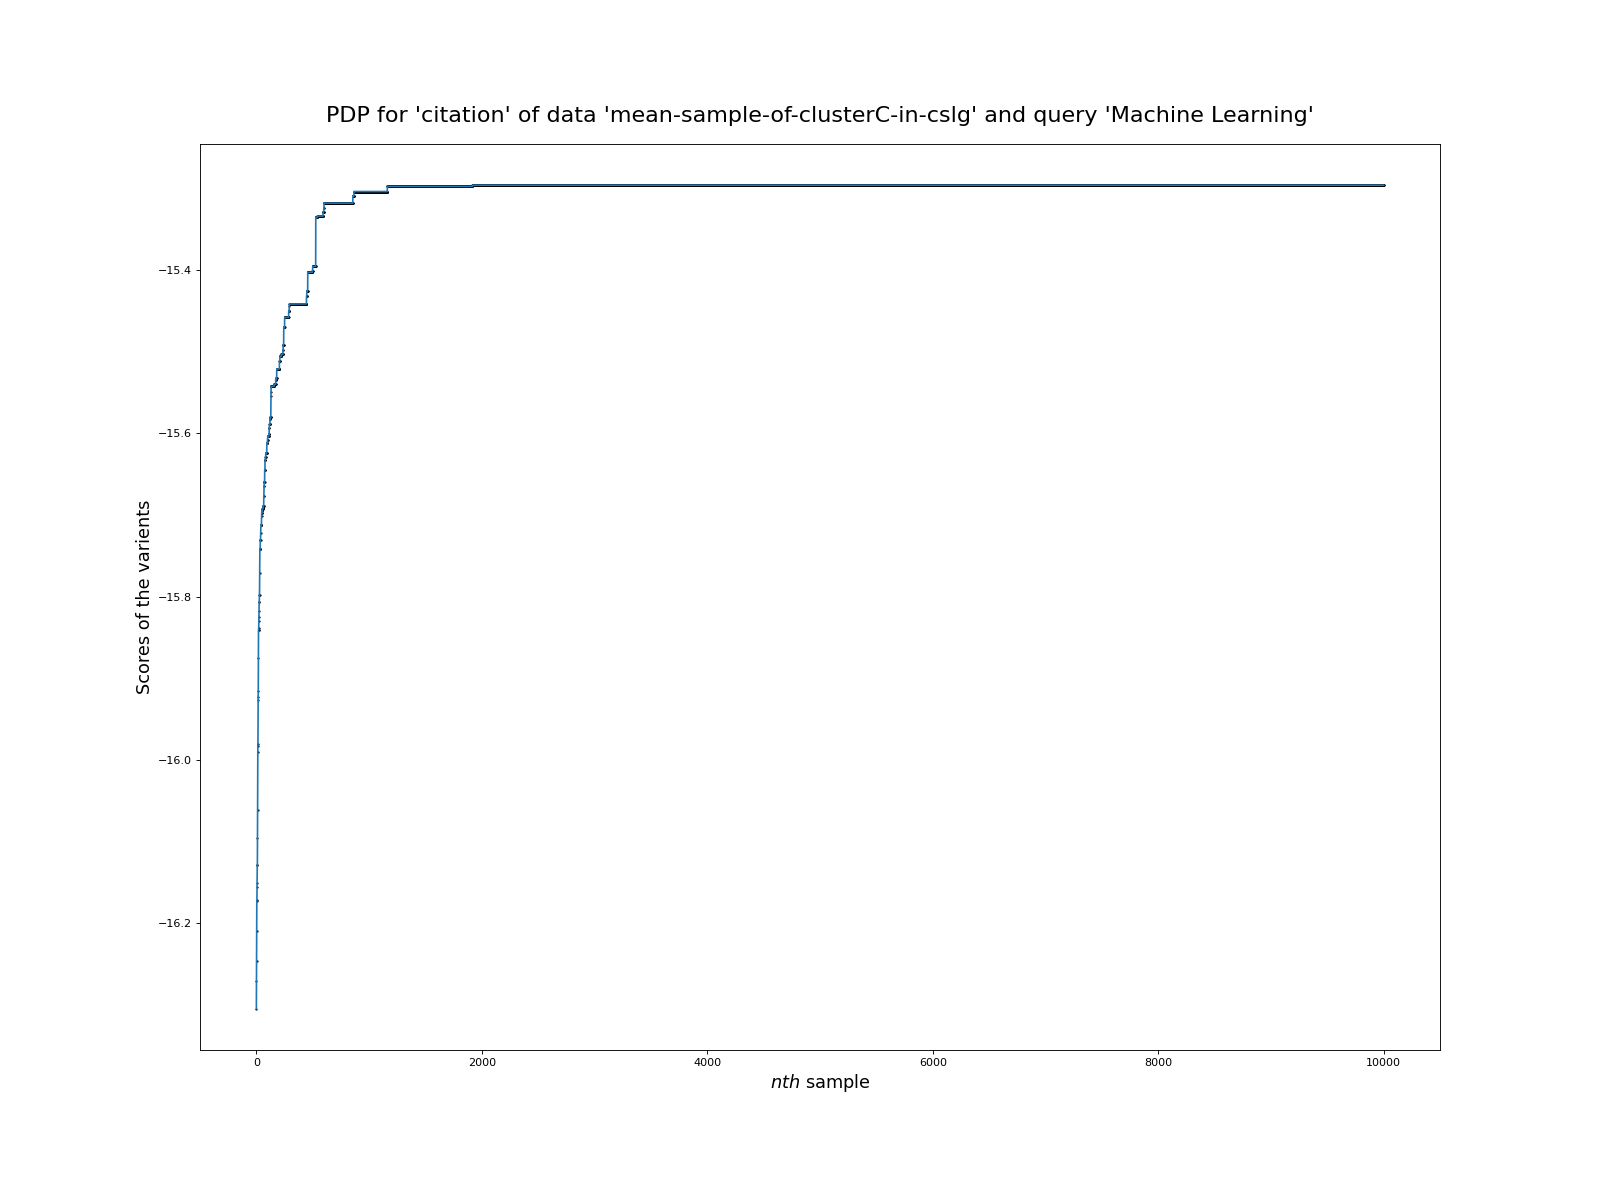 PDP for 'citation' of data 'mean-sample-of-clusterC-in-cslg' and query 'Machine Learning'
Scores of the varients
−15.4
−15.6
−15.8
−16.0
−16.2
0 2000 4000 6000 8000 10000
nth sample